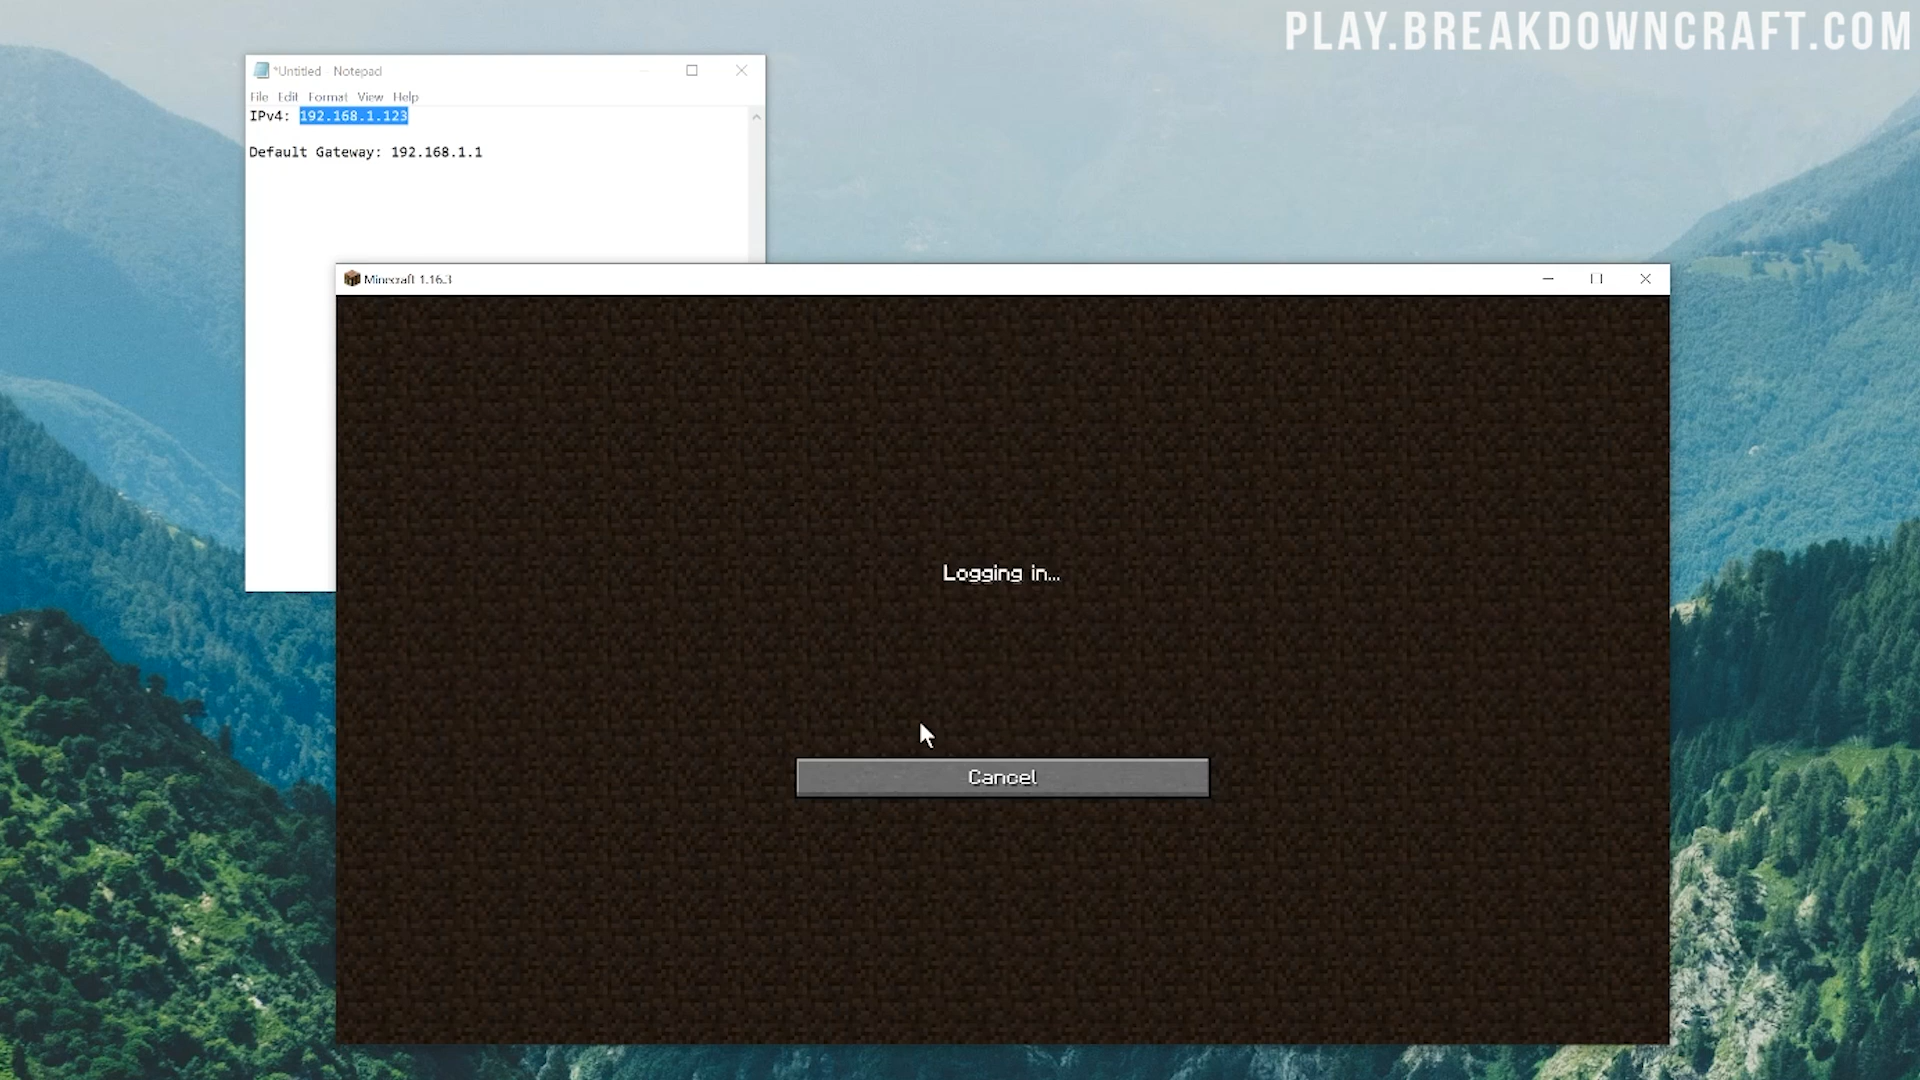 PLAY.BREAKDOWNCRAFT.COM
*Untitled - Notepad
File Edit Format View Help
IPv4: 192.168.1.123
Default Gateway: 192.168.1.1
Minecraft 1.16.3
Logging in...
Cancel